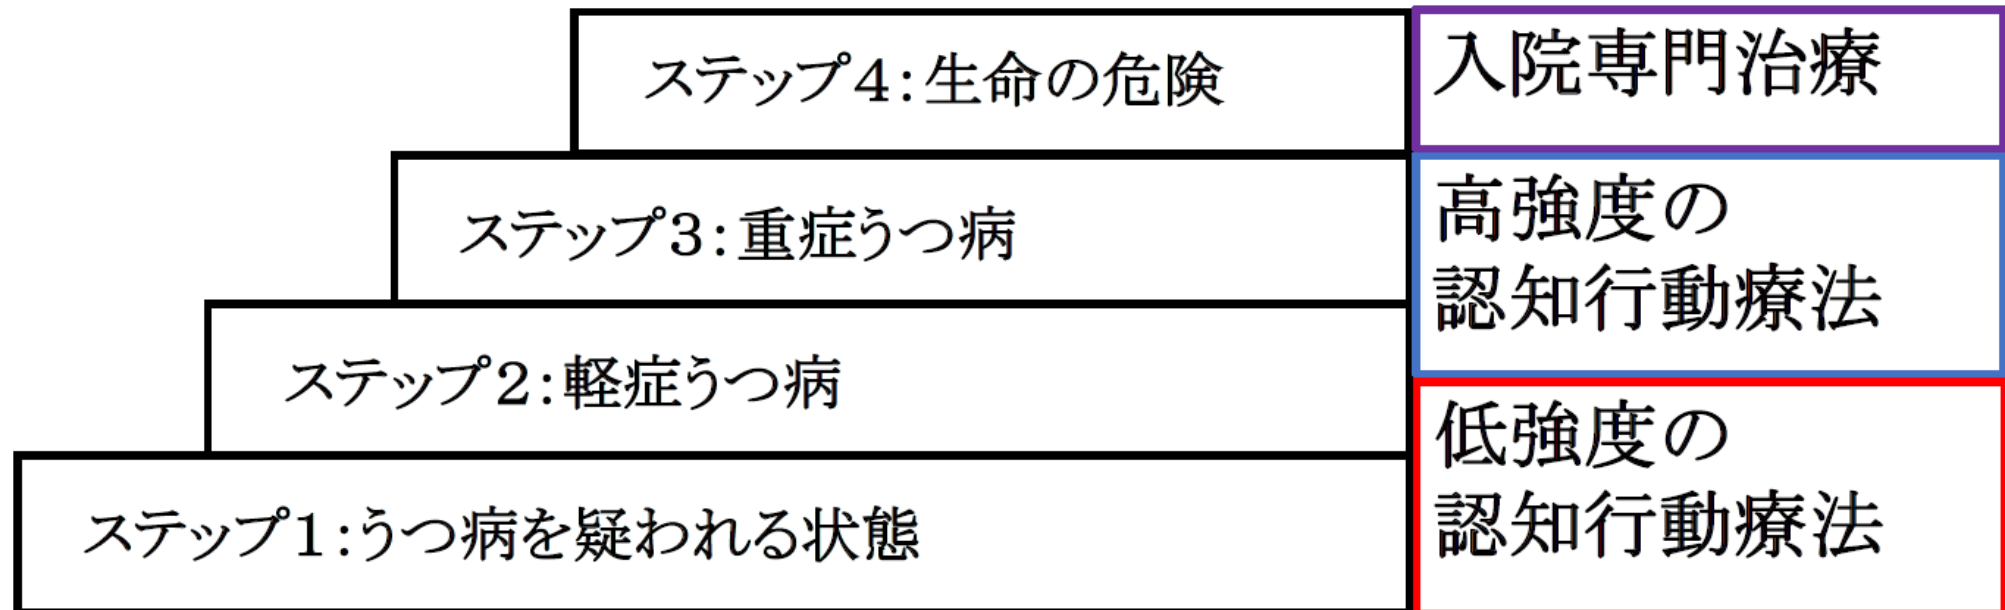 ステップ4:生命の危険
入院専門治療
ステップ3:重症うつ病
高強度の
認知行動療法
ステップ2:軽症うつ病
低強度の
認知行動療法
ステップ1:うつ病を疑われる状態